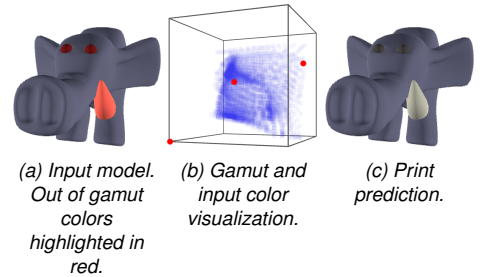 (a) Input model.
Out of gamut
colors
highlighted in
red.
(b) Gamut and
input color
visualization.
(c) Print
prediction.